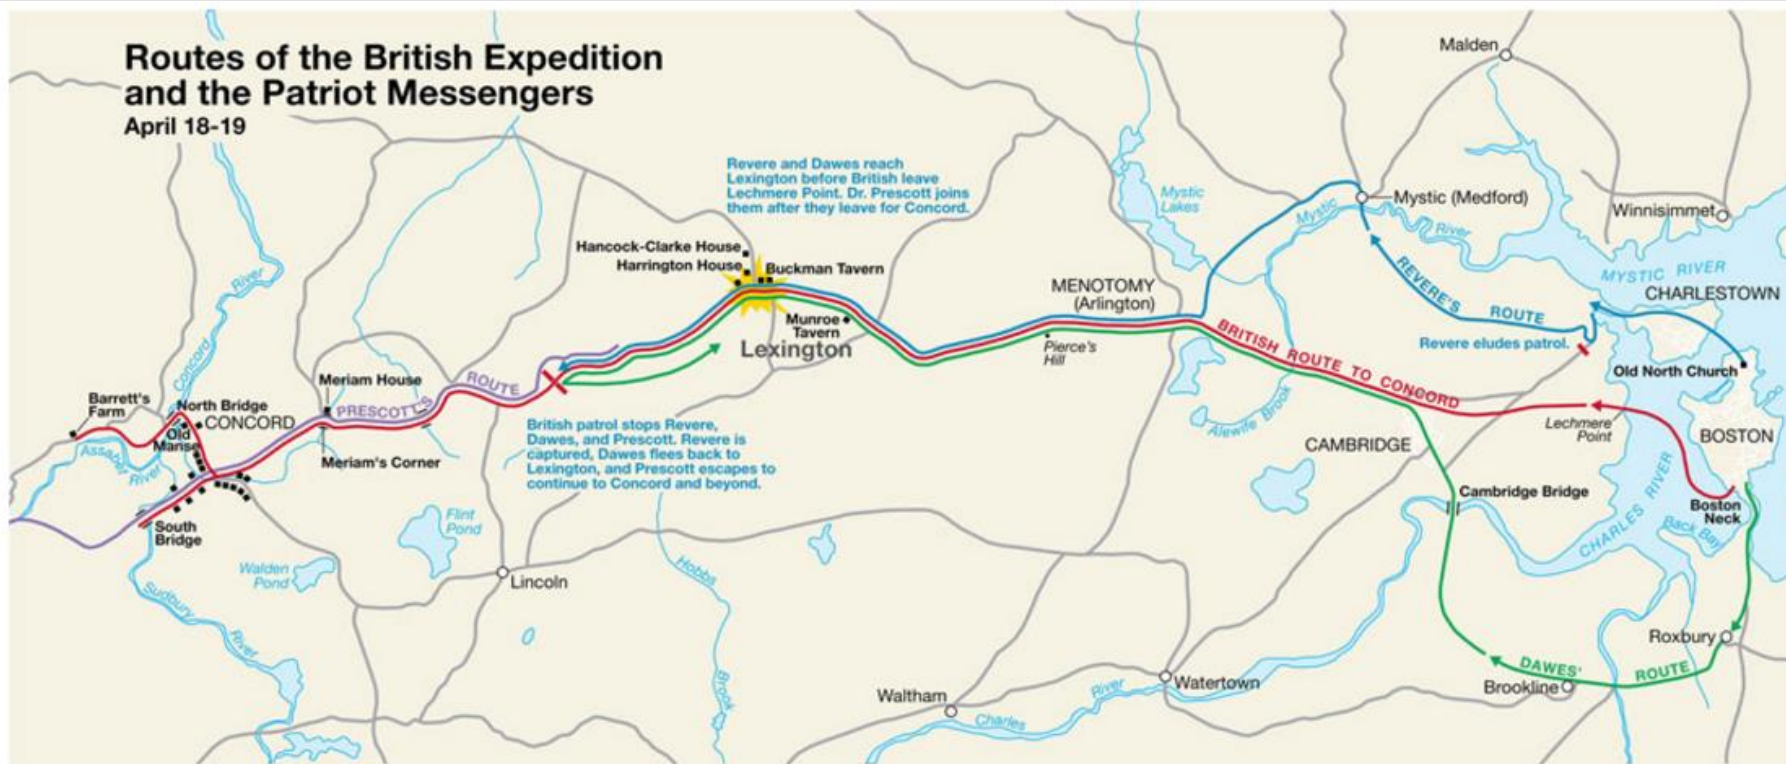 Routes of the British Expedition
and the Patriot Messengers
April 18-19
Malden
Revere and Dawes reach
Lexington before British leave
Lechmere Point. Dr. Prescott joins
them after they leave for Concord.
Mystic
Lakes
Mystic (Medford)
Mystic
River
Winnisimmet
Hancock-Clarke House
Harrington House
Buckman Tavern
MYSTIC RIVER
CHARLESTOWN
MENOTOMY
(Arlington)
REVERE'S ROUTE
Concord
River
Munroe
Tavern
Lexington
Pierce's
Hill
Revere eludes patrol.
Old North Church
BRITISH ROUTE TO CONCORD
Meriam House
PRESCOTT'S
ROUTE
Barrett's
Farm
North Bridge
CONCORD
Old
Manse
Assabet
River
Meriam's Corner
British patrol stops Revere,
Dawes, and Prescott. Revere is
captured, Dawes flees back to
Lexington, and Prescott escapes to
continue to Concord and beyond.
Alewife Brook
CAMBRIDGE
Lechmere
Point
BOSTON
Cambridge Bridge
Boston
Neck
CHARLES RIVER
Back
Bay
South
Bridge
Flint
Pond
Walden
Pond
Lincoln
Hobbs
Brook
Sudbury
River
Roxbury
DAWES' ROUTE
Brookline
Watertown
Waltham
Charles
River